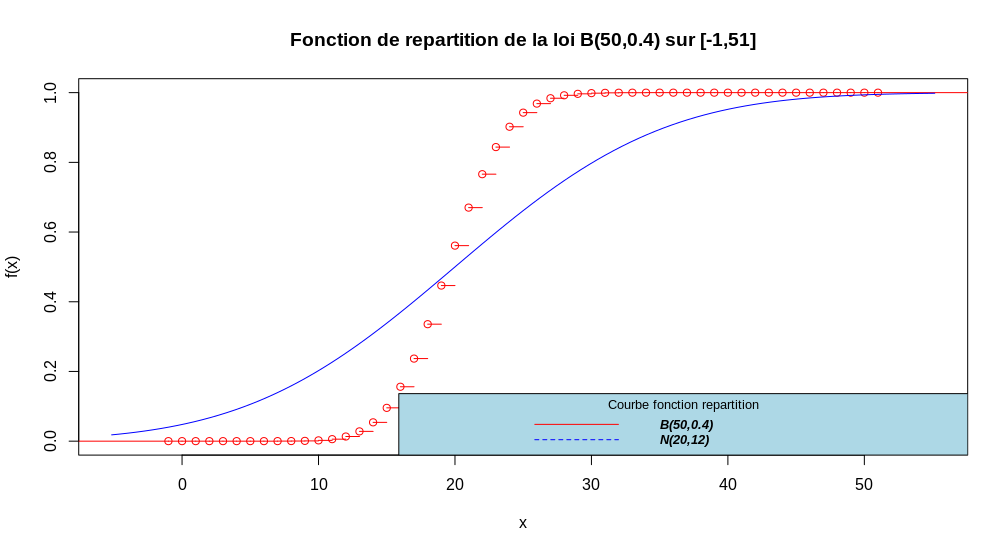 Fonction de repartition de la loi B(50,0.4) sur [-1,51]
1.0
0.8
0.6
0.4
0.2
0.0
f(x)
Courbe fonction repartition
B(50,0.4)
N(20,12)
0 10 20 30 40 50
x